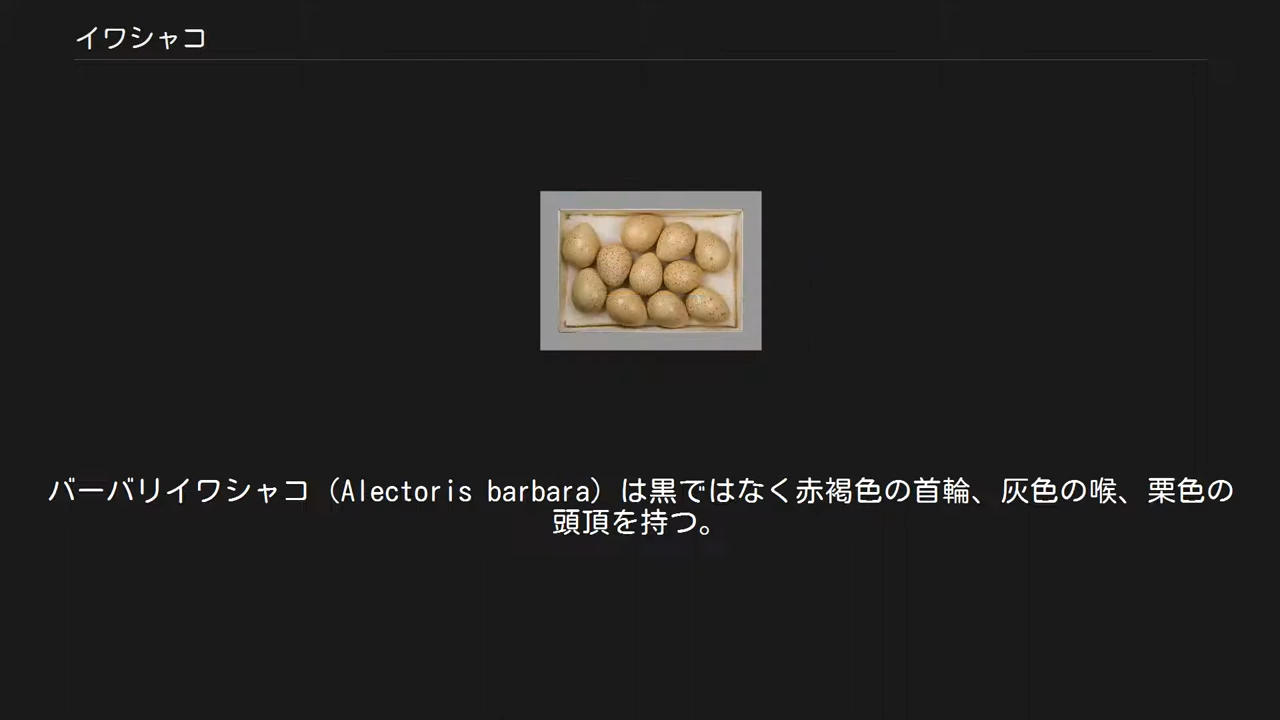 イワシャコ
バーバリイワシャコ（Alectoris barbara）は黒ではなく赤褐色の首輪、灰色の喉、栗色の
頭頂を持つ。